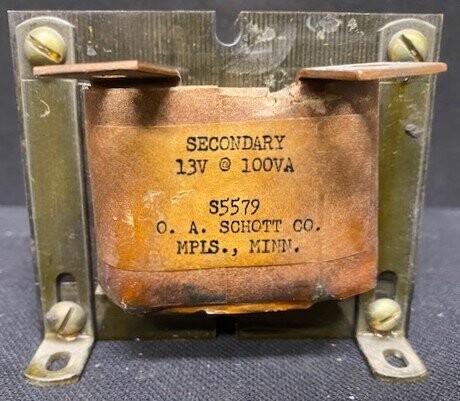 SECONDARY
13V @ 100VA
S5579
O. A. SCHOTT CO.
MPLS., MINN.